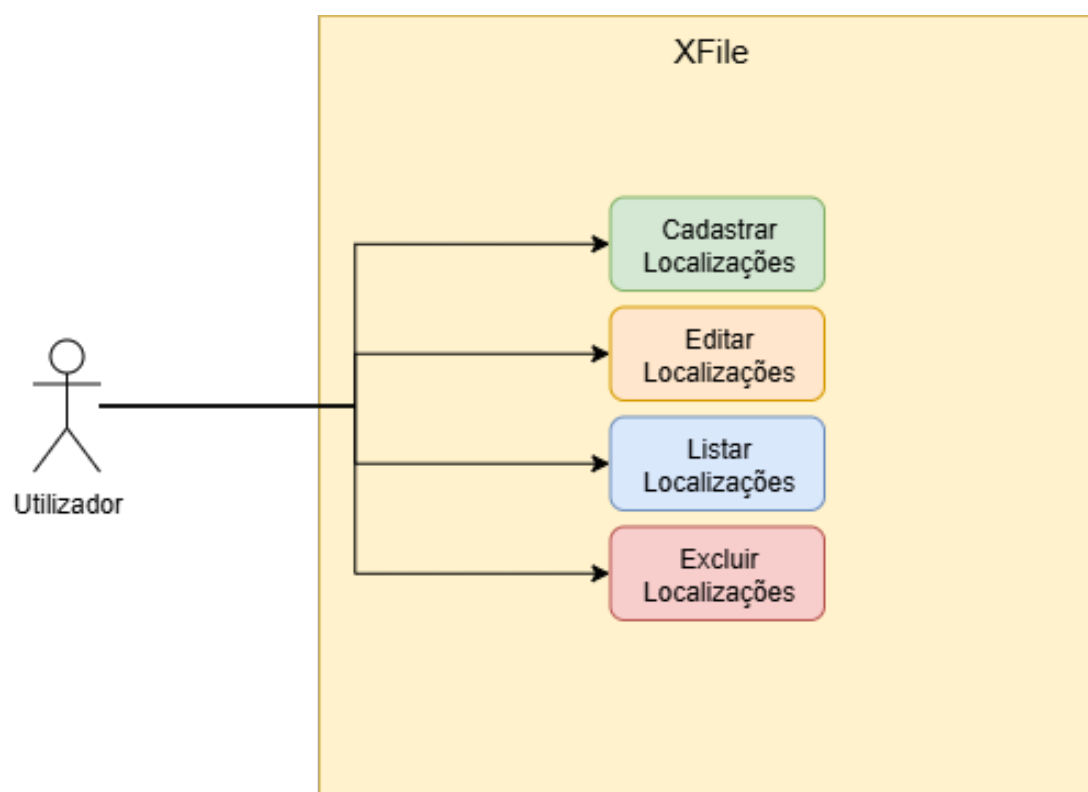 XFile
Cadastrar
Localizações
Editar
Localizações
Listar
Localizações
Excluir
Localizações
Utilizador